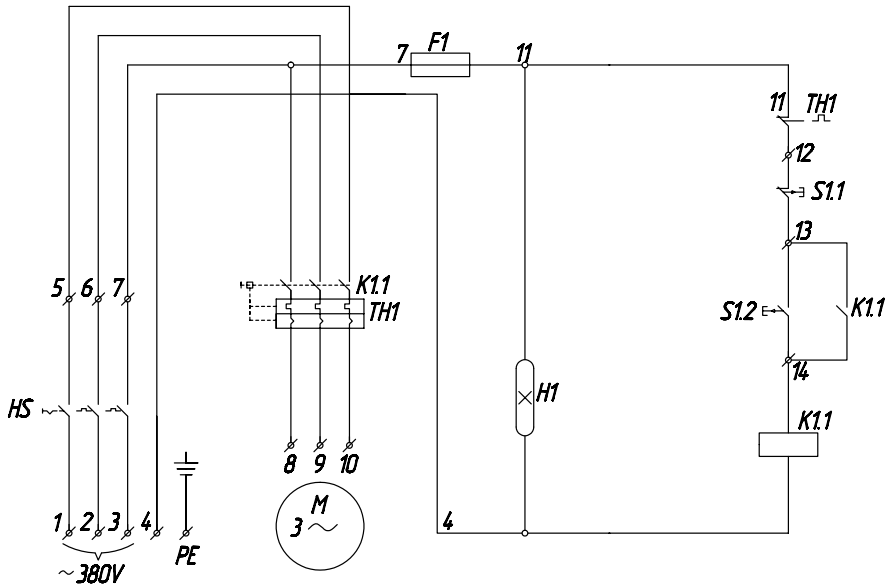 7 F1 11
11 TH1
12
S1.1
13
5 6 7 K1.1
TH1 S1.2 K1.1
14
HS H1
K1.1
8 9 10
M
3 ~
1 2 3 4 PE 4
~380V